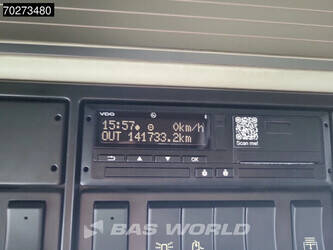 70273480
VDO
15:57 0km/h
OUT 141733.2km
OK
Scan me!
BAS WORLD